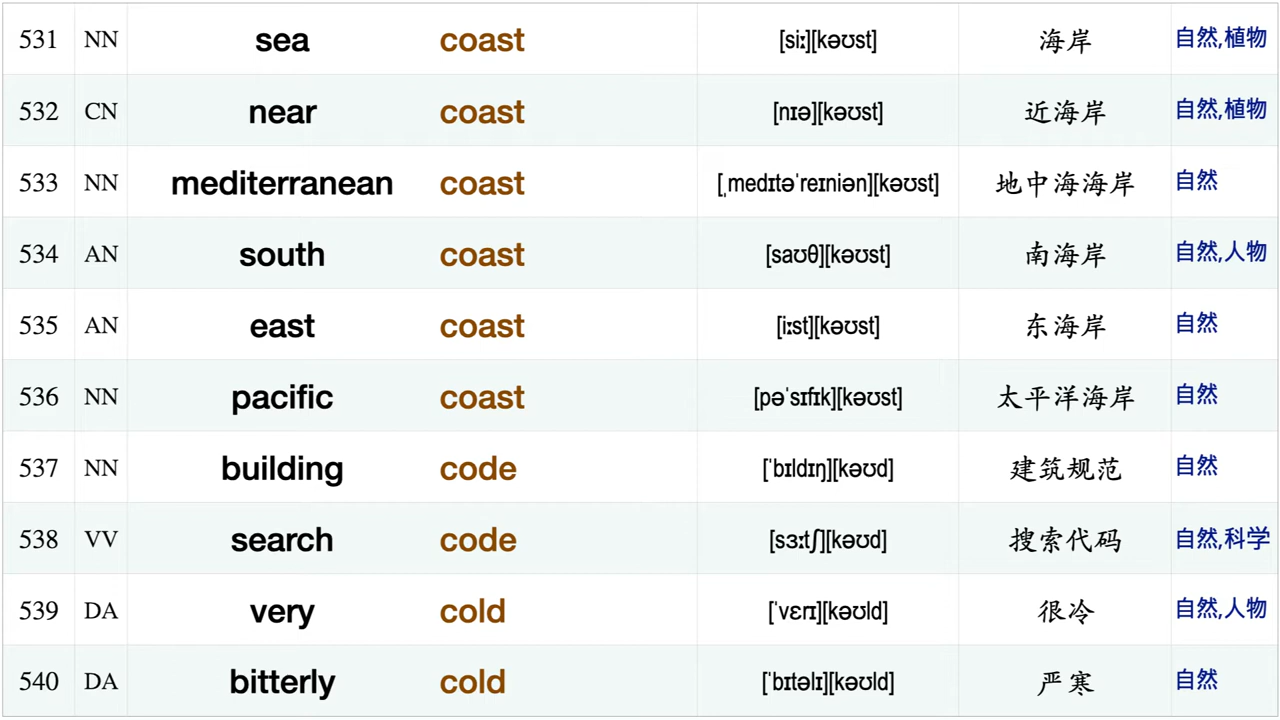 531 NN sea coast [siː][kəʊst] 海岸 自然,植物
532 CN near coast [nɪə][kəʊst] 近海岸 自然,植物
533 NN mediterranean coast [ˌmedɪtəˈreɪniən][kəʊst] 地中海海岸 自然
534 AN south coast [saʊθ][kəʊst] 南海岸 自然,人物
535 AN east coast [iːst][kəʊst] 东海岸 自然
536 NN pacific coast [pəˈsɪfɪk][kəʊst] 太平洋海岸 自然
537 NN building code [ˈbɪldɪŋ][kəʊd] 建筑规范 自然
538 VV search code [sɜːtʃ][kəʊd] 搜索代码 自然,科学
539 DA very cold [ˈvɛrɪ][kəʊld] 很冷 自然,人物
540 DA bitterly cold [ˈbɪtəlɪ][kəʊld] 严寒 自然